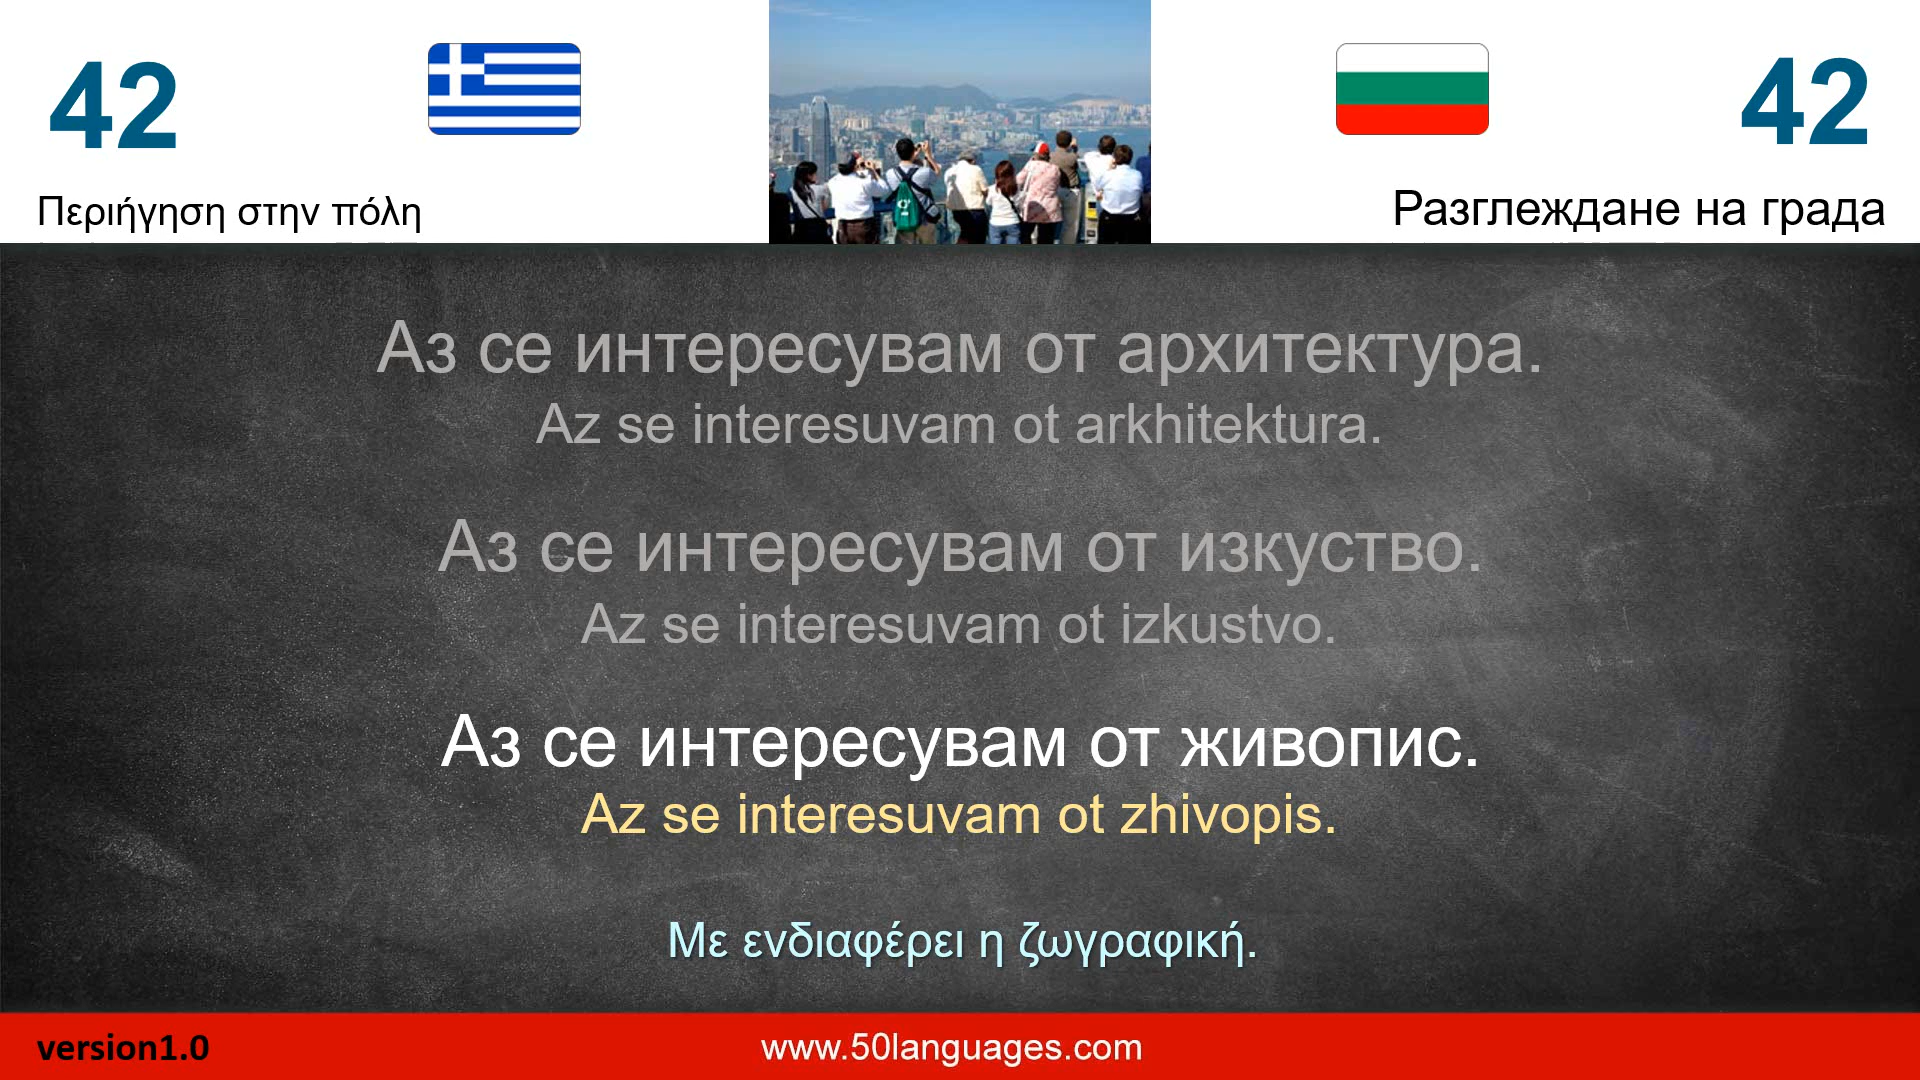 42
42
Περιήγηση στην πόλη
Разглеждане на града
Аз се интересувам от архитектура.
Az se interesuvam ot arkhitektura.
Аз се интересувам от изкуство.
Az se interesuvam ot izkustvo.
Аз се интересувам от живопис.
Az se interesuvam ot zhivopis.
Με ενδιαφέρει η ζωγραφική.
version1.0
www.50languages.com